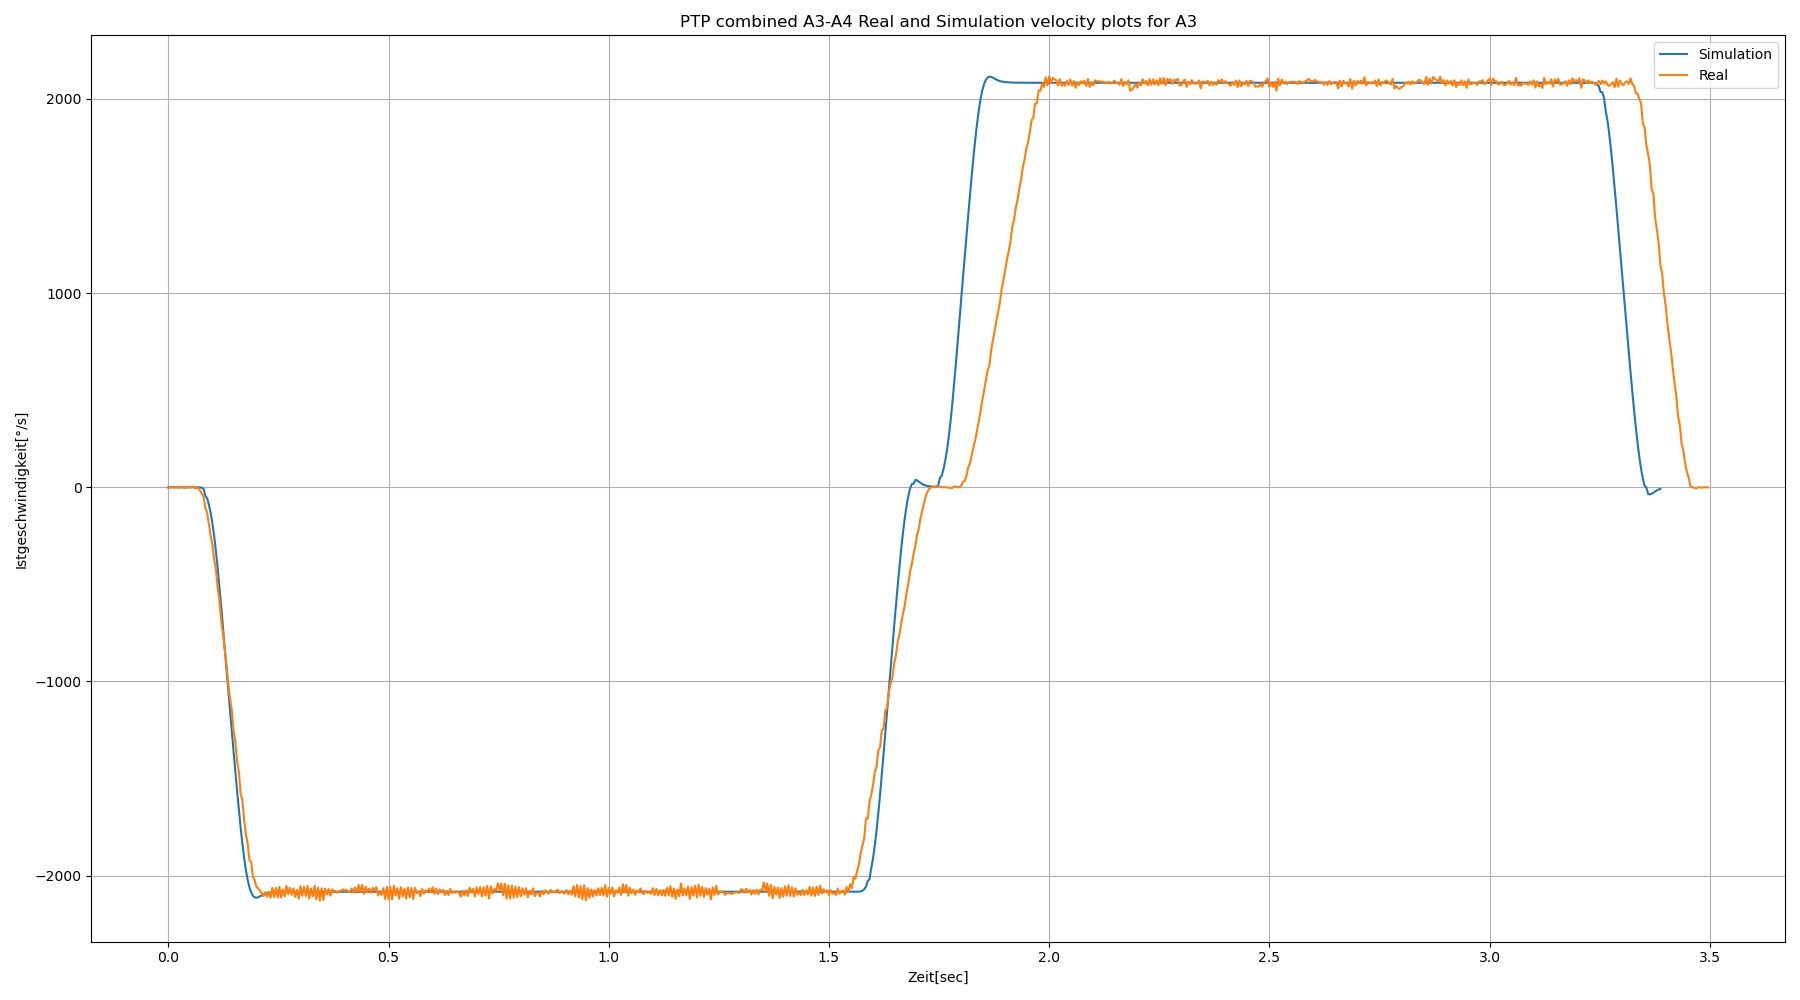 PTP combined A3-A4 Real and Simulation velocity plots for A3
Simulation
Real
2000
1000
0
−1000
−2000
Istgeschwindigkeit[°/s]
0.0 0.5 1.0 1.5 2.0 2.5 3.0 3.5
Zeit[sec]